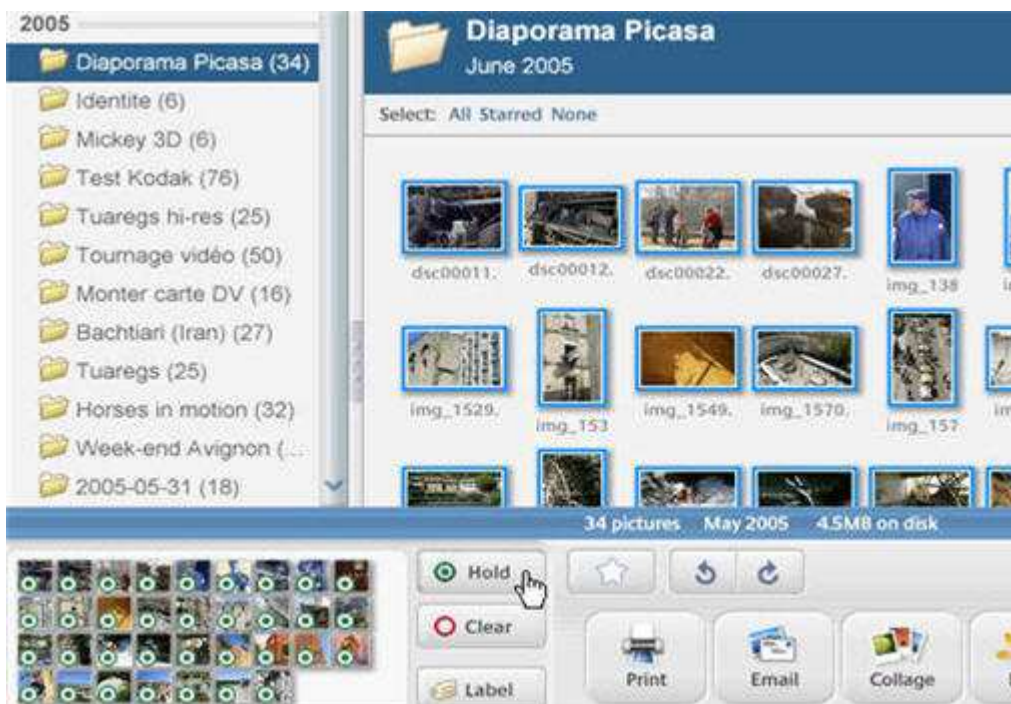 2005
Diaporama Picasa (34)
Identite (6)
Mickey 3D (6)
Test Kodak (76)
Tuaregs hi-res (25)
Tournage vidéo (50)
Monter carte DV (16)
Bachtiari (Iran) (27)
Tuaregs (25)
Horses in motion (32)
Week-end Avignon (...
2005-05-31 (18)
Diaporama Picasa
June 2005
Select: All Starred None
dsc00011. dsc00012. dsc00022. dsc00027. img_138
img_1529. img_153 img_1549. img_1570. img_157
34 pictures May 2005 4.5MB on disk
Hold
Clear
Label
Print Email Collage